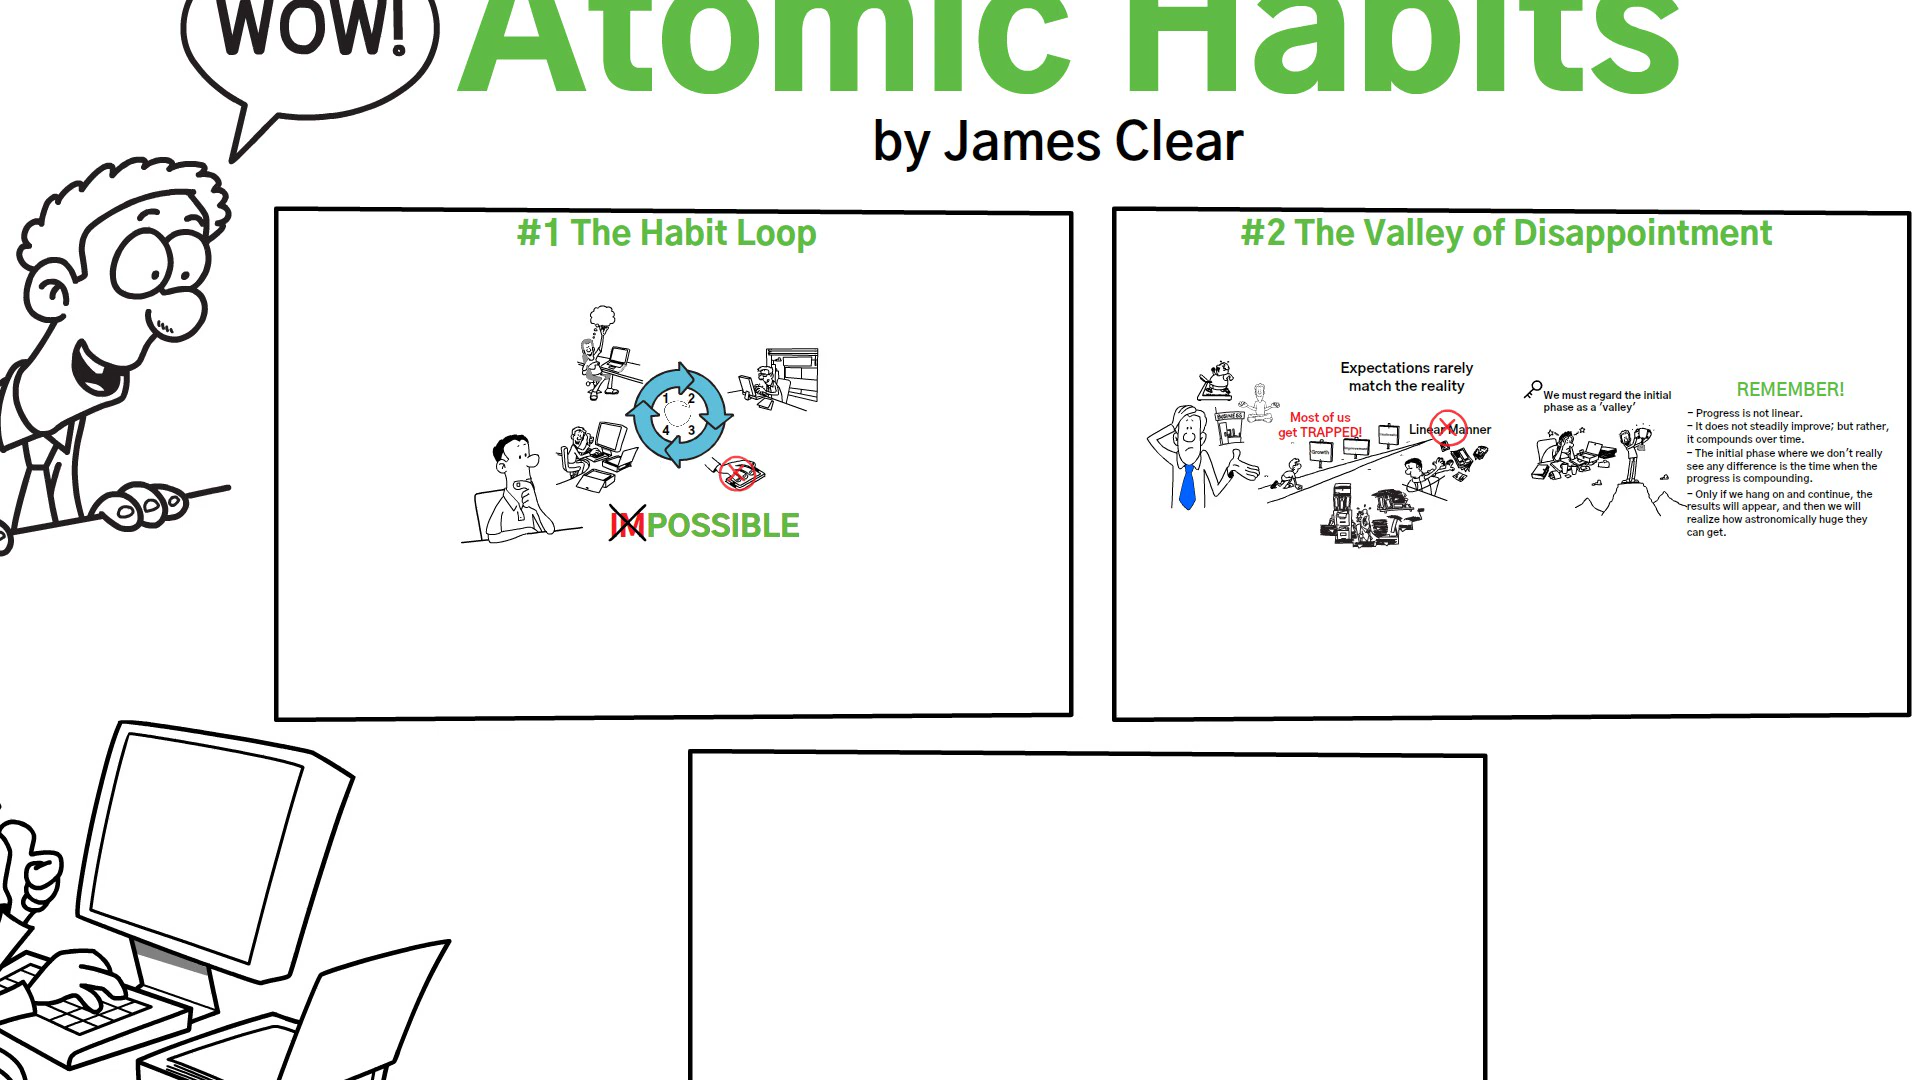 WOW!
Atomic Habits
by James Clear
#1 The Habit Loop
1 2
4 3
IMPOSSIBLE
#2 The Valley of Disappointment
Expectations rarely
match the reality
BUSINESS
Most of us
get TRAPPED!
Growth
Linear Manner
We must regard the initial
phase as a 'valley'
REMEMBER!
- Progress is not linear.
- It does not steadily improve; but rather,
it compounds over time.
- The initial phase where we don't really
see any difference is the time when the
progress is compounding.
- Only if we hang on and continue, the
results will appear, and then we will
realize how astronomically huge they
can get.